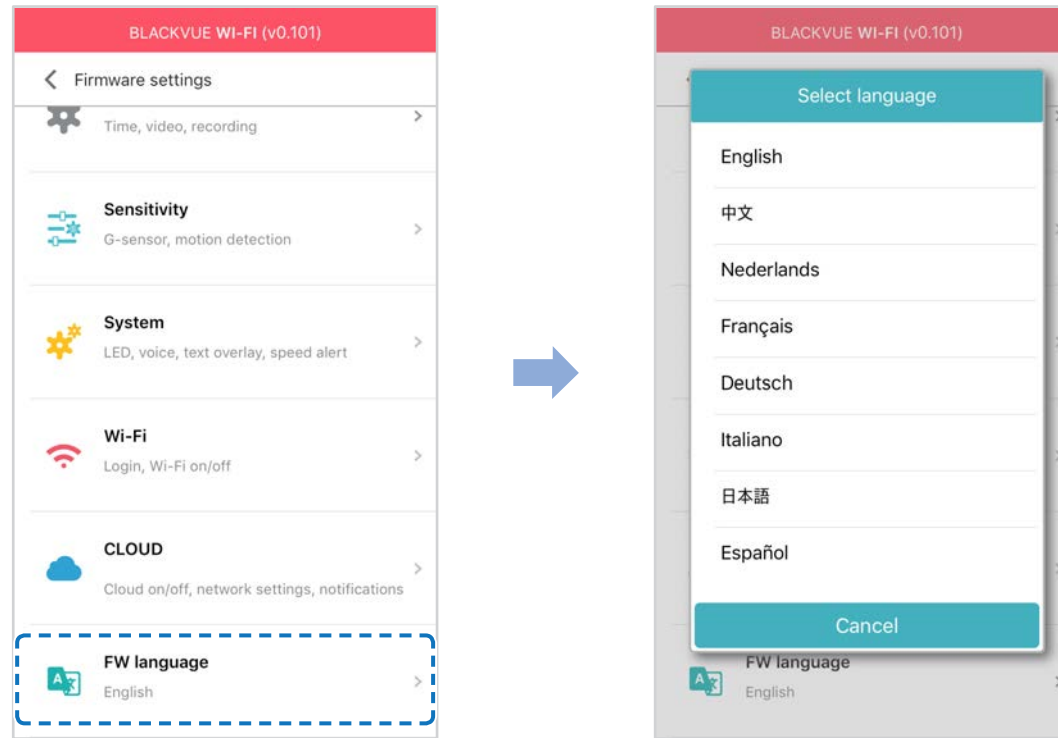 BLACKVUE WI-FI (v0.101)
Firmware settings
Time, video, recording
Sensitivity
G-sensor, motion detection
System
LED, voice, text overlay, speed alert
Wi-Fi
Login, Wi-Fi on/off
CLOUD
Cloud on/off, network settings, notifications
FW language
English
BLACKVUE WI-FI (v0.101)
Select language
English
中文
Nederlands
Français
Deutsch
Italiano
日本語
Español
Cancel
FW language
English